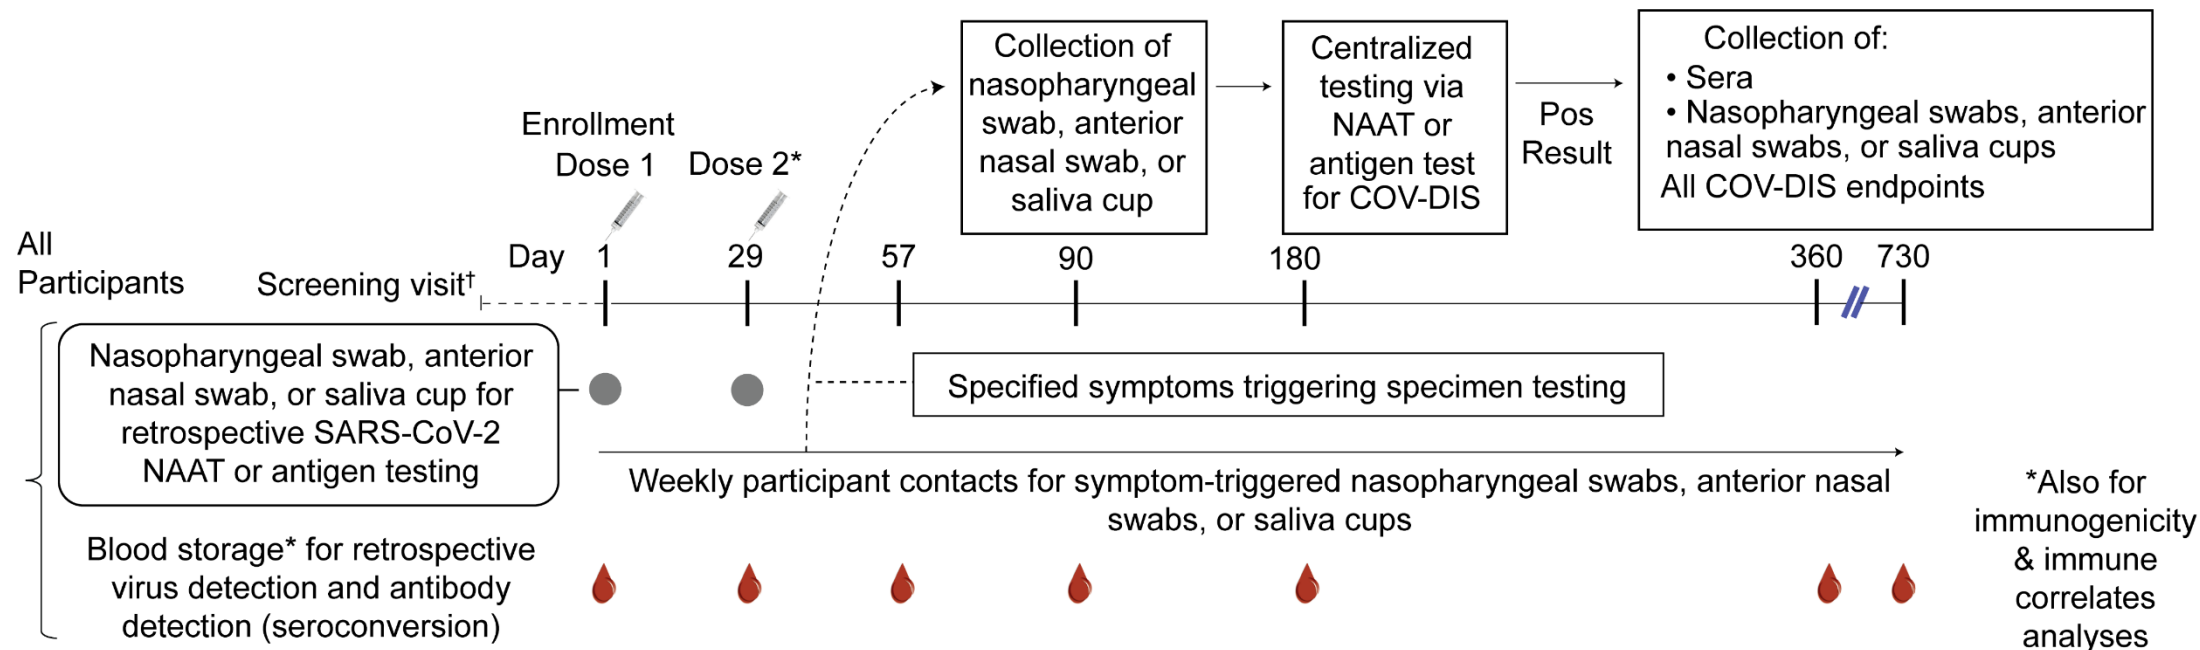 Collection of
nasopharyngeal
swab, anterior
nasal swab, or
saliva cup
Centralized
testing via
NAAT or
antigen test
for COV-DIS
Pos
Result
Collection of:
• Sera
• Nasopharyngeal swabs, anterior
nasal swabs, or saliva cups
All COV-DIS endpoints
Enrollment
Dose 1
Dose 2*
All
Participants
Screening visit†
Day 1 29 57 90 180 360 730
Nasopharyngeal swab, anterior
nasal swab, or saliva cup for
retrospective SARS-CoV-2
NAAT or antigen testing
Specified symptoms triggering specimen testing
Weekly participant contacts for symptom-triggered nasopharyngeal swabs, anterior nasal
swabs, or saliva cups
Blood storage* for retrospective
virus detection and antibody
detection (seroconversion)
*Also for
immunogenicity
& immune
correlates
analyses